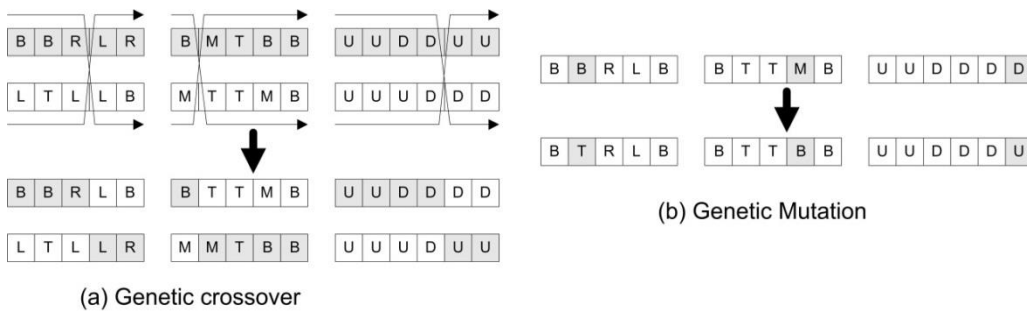 B B R L R B M T B B U U D D U U
L T L L B M T T M B U U U D D D
B B R L B B T T M B U U D D D D
L T L L R M M T B B U U U D U U
(a) Genetic crossover
B B R L B B T T M B U U D D D D
B T R L B B T T B B U U D D D U
(b) Genetic Mutation